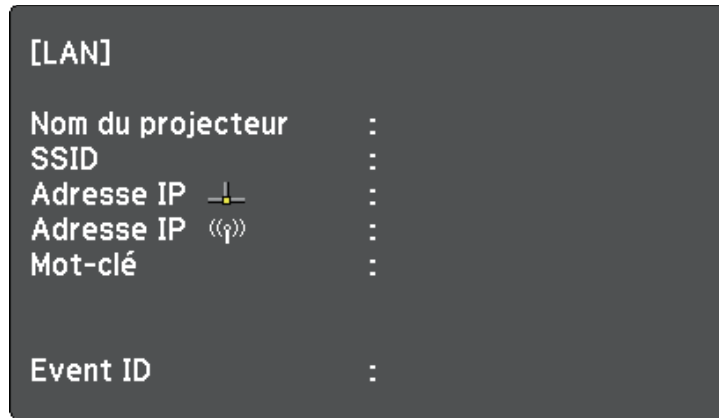 [LAN]
Nom du projecteur :
SSID :
Adresse IP :
Adresse IP :
Mot-clé :
Event ID :